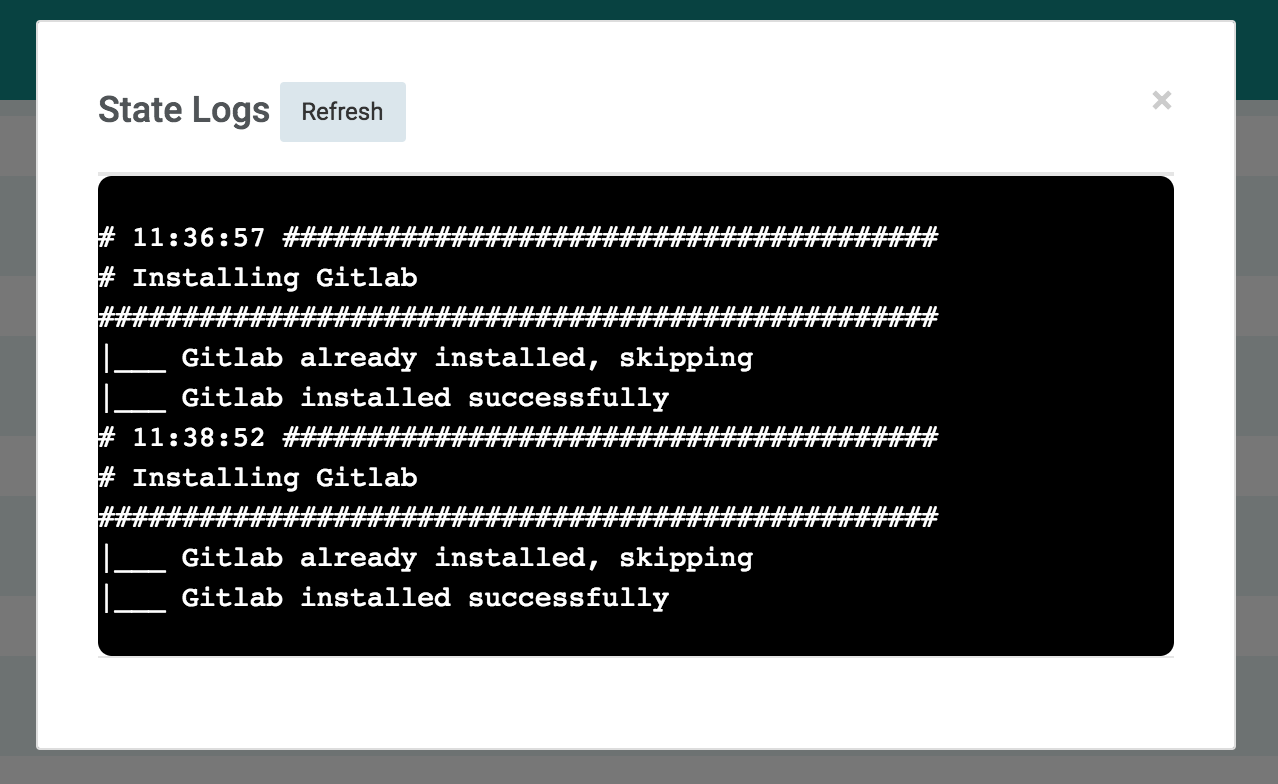 State Logs Refresh ×
# 11:36:57 #######################################
# Installing Gitlab
##################################################
|___ Gitlab already installed, skipping
|___ Gitlab installed successfully
# 11:38:52 #######################################
# Installing Gitlab
##################################################
|___ Gitlab already installed, skipping
|___ Gitlab installed successfully